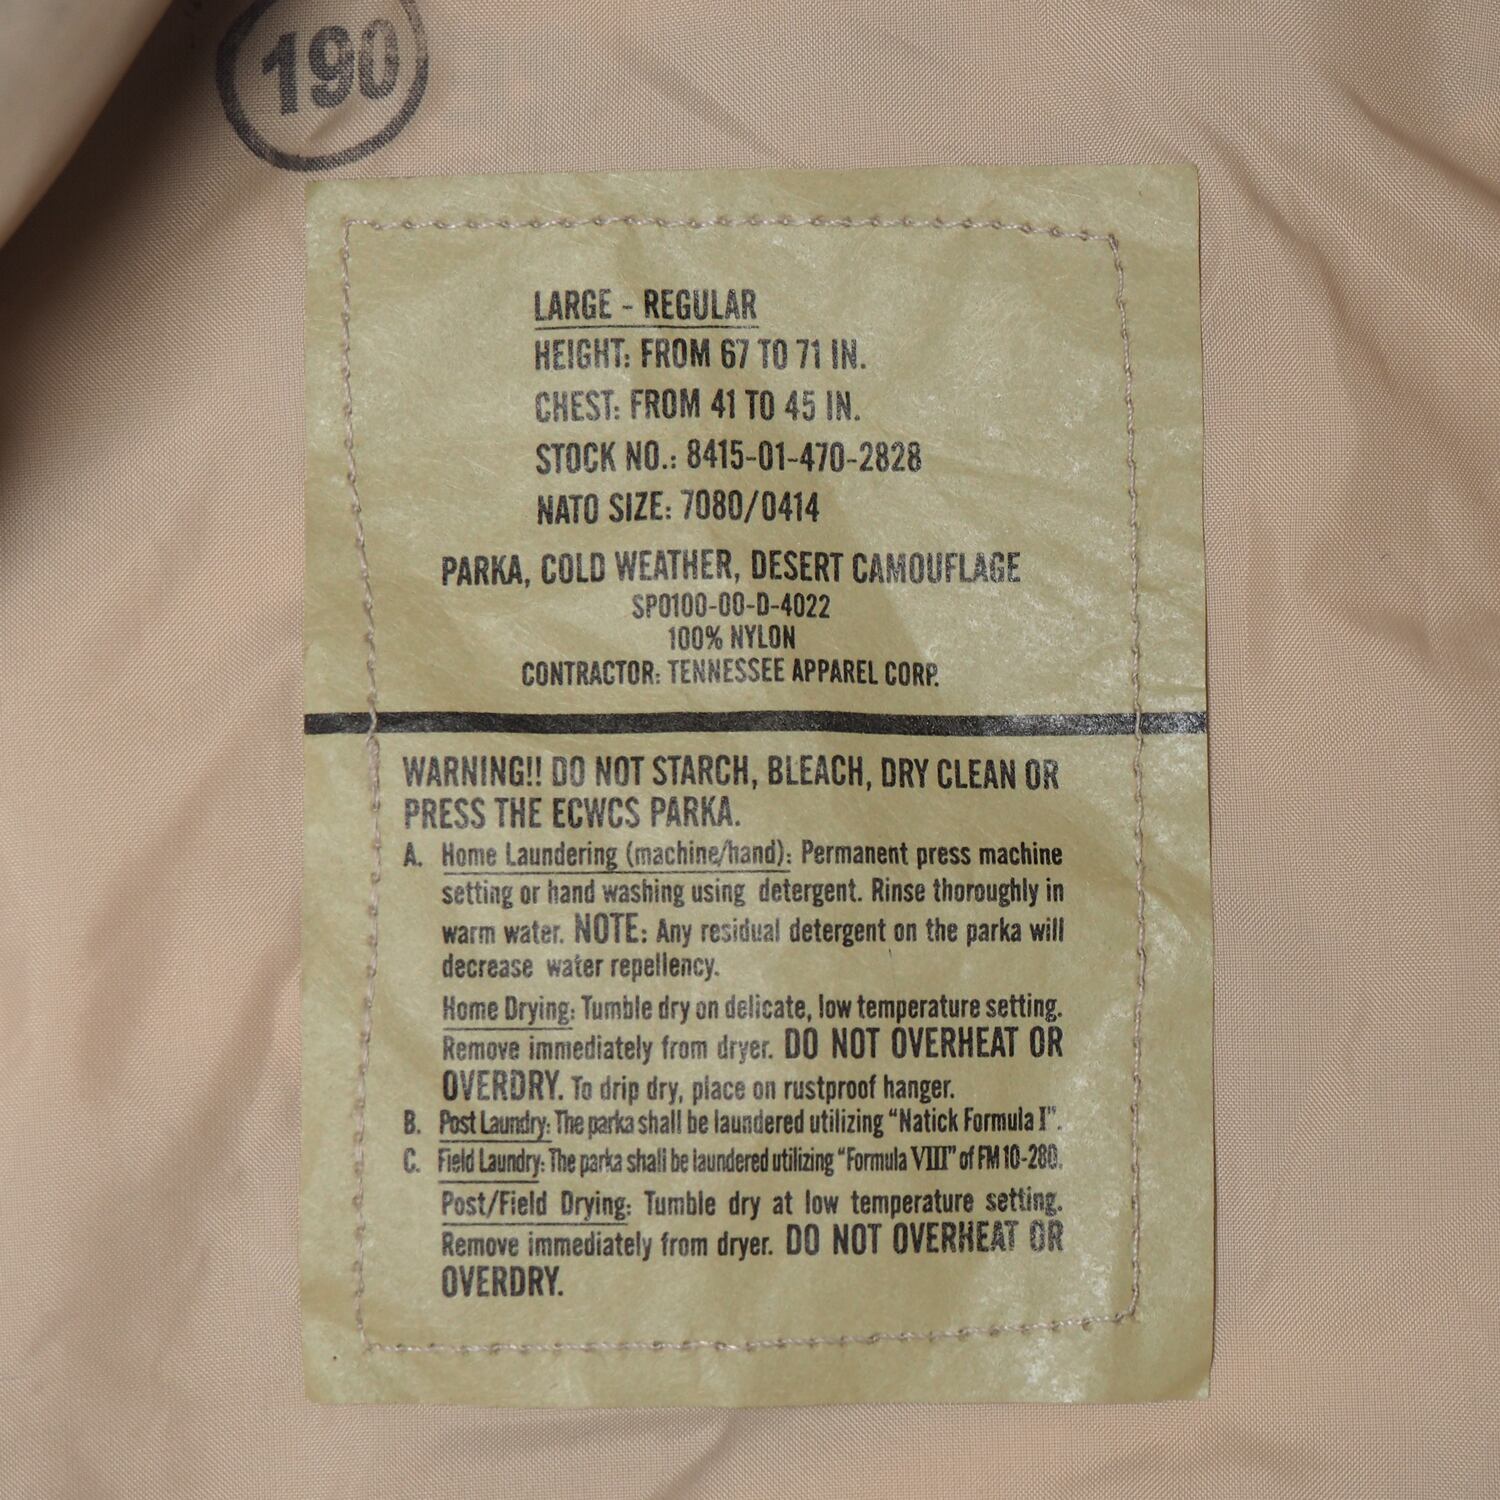 190
LARGE - REGULAR
HEIGHT: FROM 67 TO 71 IN.
CHEST: FROM 41 TO 45 IN.
STOCK NO.: 8415-01-470-2828
NATO SIZE: 7080/0414
PARKA, COLD WEATHER, DESERT CAMOUFLAGE
SPO100-00-D-4022
100% NYLON
CONTRACTOR: TENNESSEE APPAREL CORP.
WARNING!! DO NOT STARCH, BLEACH, DRY CLEAN OR
PRESS THE ECWCS PARKA.
A. Home Laundering (machine/hand): Permanent press machine
setting or hand washing using detergent. Rinse thoroughly in
warm water. NOTE: Any residual detergent on the parka will
decrease water repellency.
Home Drying: Tumble dry on delicate, low temperature setting.
Remove immediately from dryer. DO NOT OVERHEAT OR
OVERDRY. To drip dry, place on rustproof hanger.
B. Post Laundry: The parka shall be laundered utilizing "Natick Formula I".
C. Field Laundry: The parka shall be laundered utilizing "Formula VIII" of FM 10-280.
Post/Field Drying: Tumble dry at low temperature setting.
Remove immediately from dryer. DO NOT OVERHEAT OR
OVERDRY.